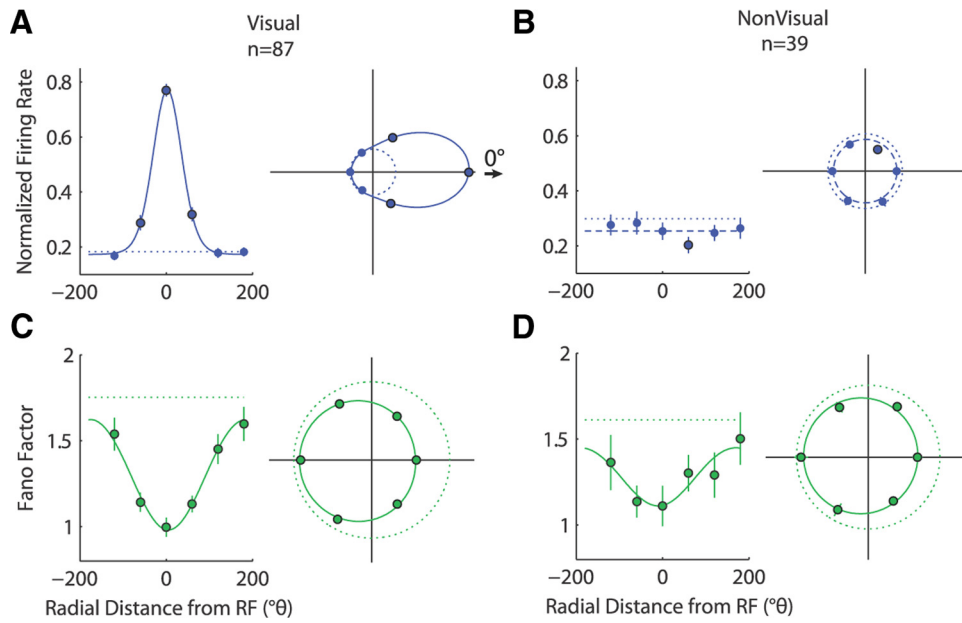 A
Visual
n=87
B
NonVisual
n=39
Normalized Firing Rate
0.8
0.6
0.4
0.2
−200
0
200
0°
0.8
0.6
0.4
0.2
−200
0
200
C
D
Fano Factor
2
1.5
1
−200
0
200
Radial Distance from RF (°θ)
2
1.5
1
−200
0
200
Radial Distance from RF (°θ)